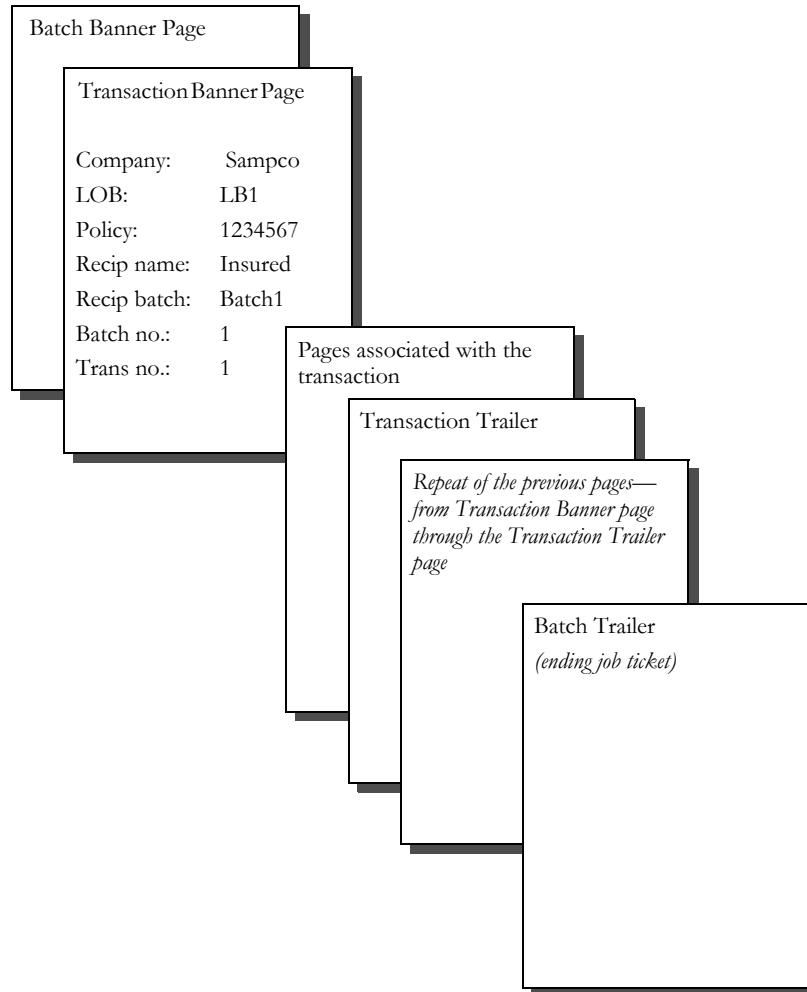 Batch Banner Page
Transaction Banner Page
Company: Sampco
LOB: LB1
Policy: 1234567
Recip name: Insured
Recip batch: Batch1
Batch no.: 1
Trans no.: 1
Pages associated with the
transaction
Transaction Trailer
Repeat of the previous pages—
from Transaction Banner page
through the Transaction Trailer
page
Batch Trailer
(ending job ticket)